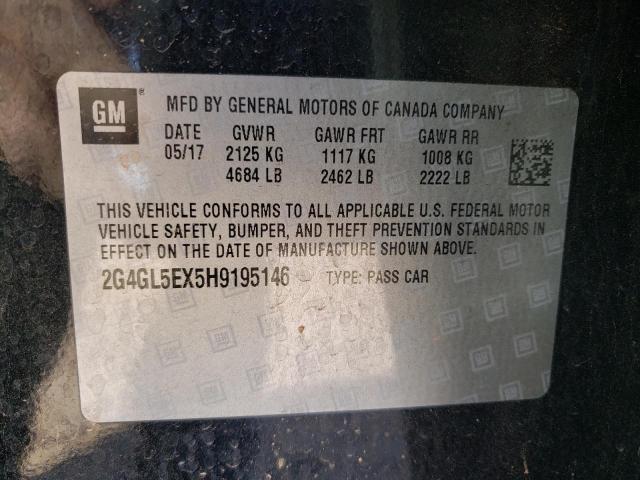 GM ® MFD BY GENERAL MOTORS OF CANADA COMPANY
DATE GVWR GAWR FRT GAWR RR
05/17 2125 KG 1117 KG 1008 KG
4684 LB 2462 LB 2222 LB
THIS VEHICLE CONFORMS TO ALL APPLICABLE U.S. FEDERAL MOTOR
VEHICLE SAFETY, BUMPER, AND THEFT PREVENTION STANDARDS IN
EFFECT ON THE DATE OF MANUFACTURE SHOWN ABOVE.
2G4GL5EX5H9195146 TYPE: PASS CAR